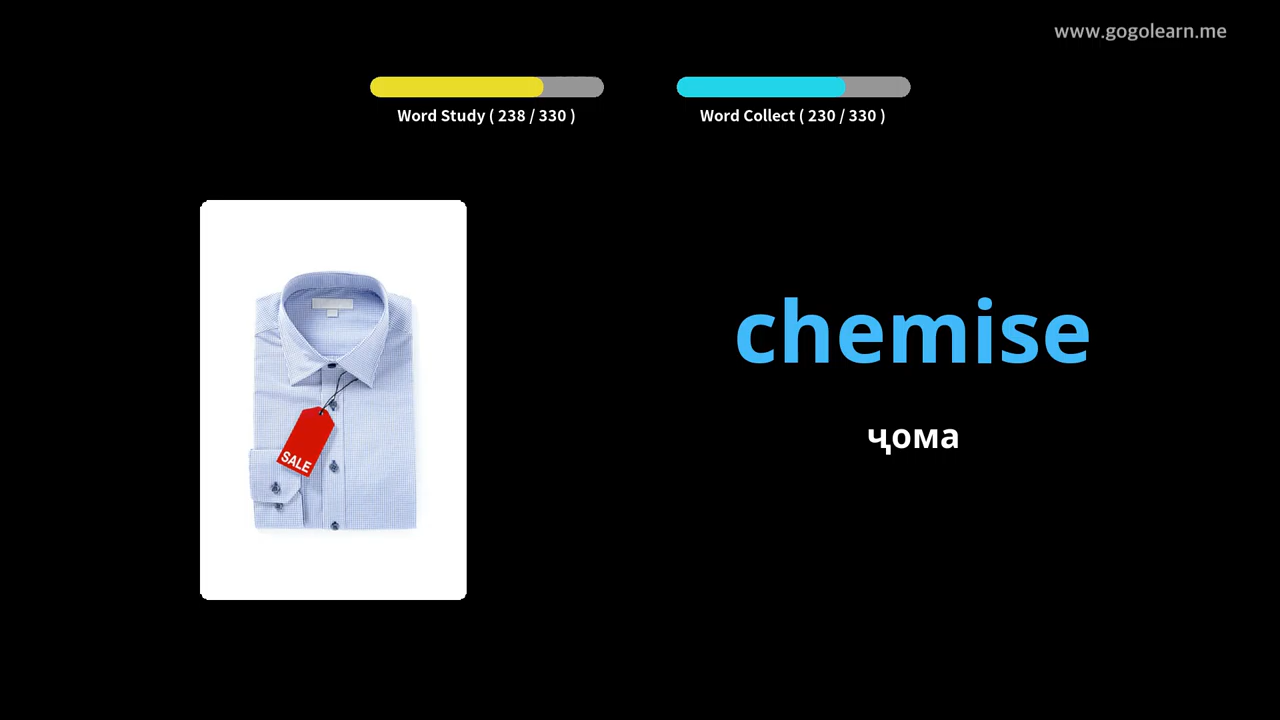 www.gogolearn.me
Word Study ( 238 / 330 )
Word Collect ( 230 / 330 )
chemise
SALE
ҷома